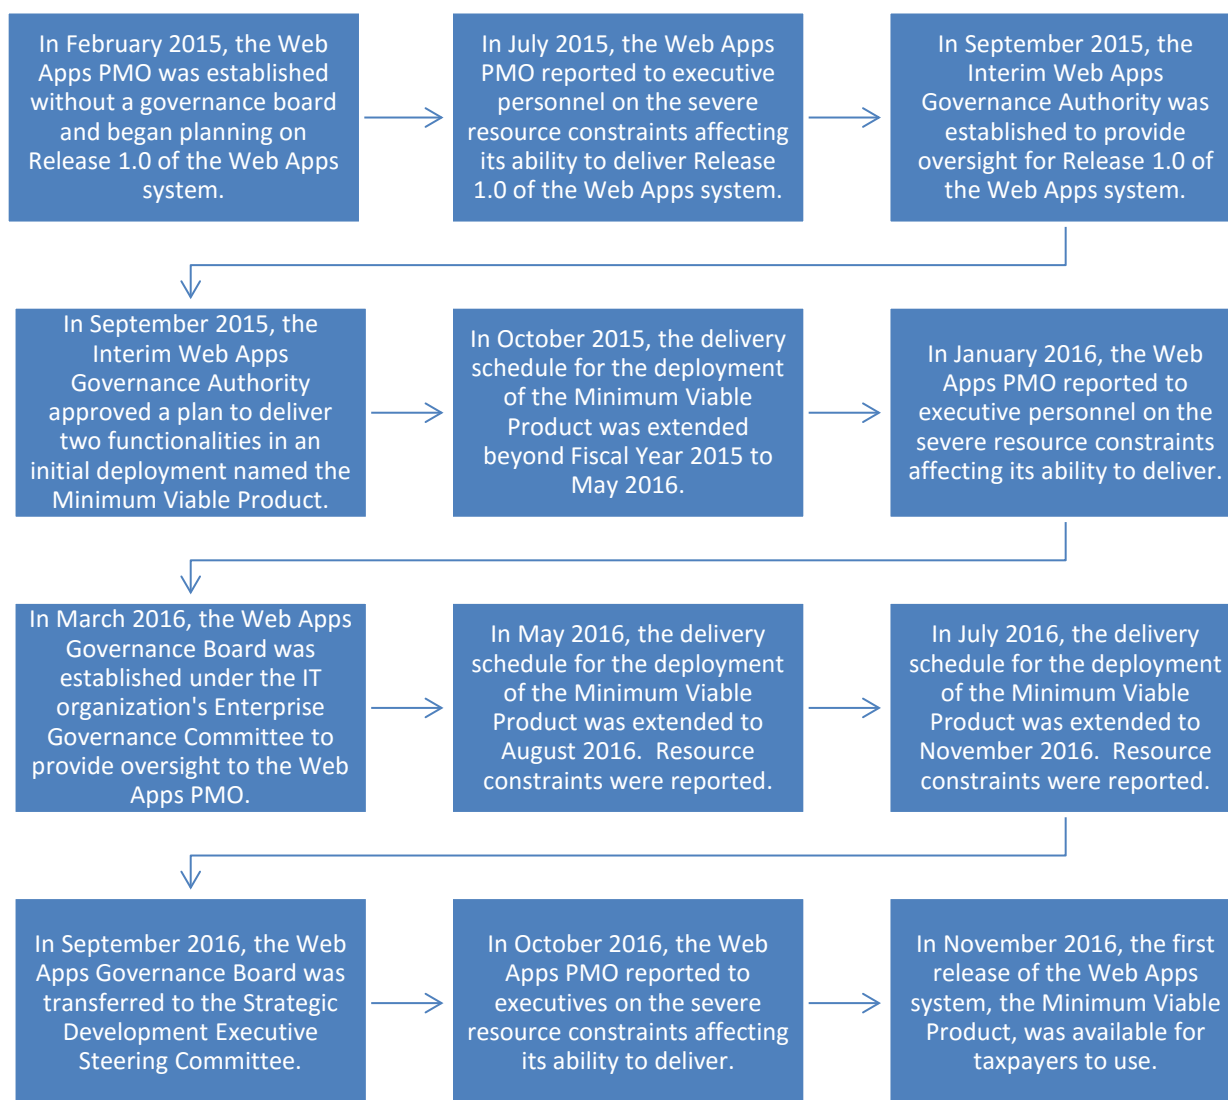 In February 2015, the Web
Apps PMO was established
without a governance board
and began planning on
Release 1.0 of the Web Apps
system.
In July 2015, the Web Apps
PMO reported to executive
personnel on the severe
resource constraints affecting
its ability to deliver Release
1.0 of the Web Apps system.
In September 2015, the
Interim Web Apps
Governance Authority was
established to provide
oversight for Release 1.0 of
the Web Apps system.
In September 2015, the
Interim Web Apps
Governance Authority
approved a plan to deliver
two functionalities in an
initial deployment named the
Minimum Viable Product.
In October 2015, the delivery
schedule for the deployment
of the Minimum Viable
Product was extended
beyond Fiscal Year 2015 to
May 2016.
In January 2016, the Web
Apps PMO reported to
executive personnel on the
severe resource constraints
affecting its ability to deliver.
In March 2016, the Web Apps
Governance Board was
established under the IT
organization's Enterprise
Governance Committee to
provide oversight to the Web
Apps PMO.
In May 2016, the delivery
schedule for the deployment
of the Minimum Viable
Product was extended to
August 2016.  Resource
constraints were reported.
In July 2016, the delivery
schedule for the deployment
of the Minimum Viable
Product was extended to
November 2016.  Resource
constraints were reported.
In September 2016, the Web
Apps Governance Board was
transferred to the Strategic
Development Executive
Steering Committee.
In October 2016, the Web
Apps PMO reported to
executives on the severe
resource constraints affecting
its ability to deliver.
In November 2016, the first
release of the Web Apps
system, the Minimum Viable
Product, was available for
taxpayers to use.